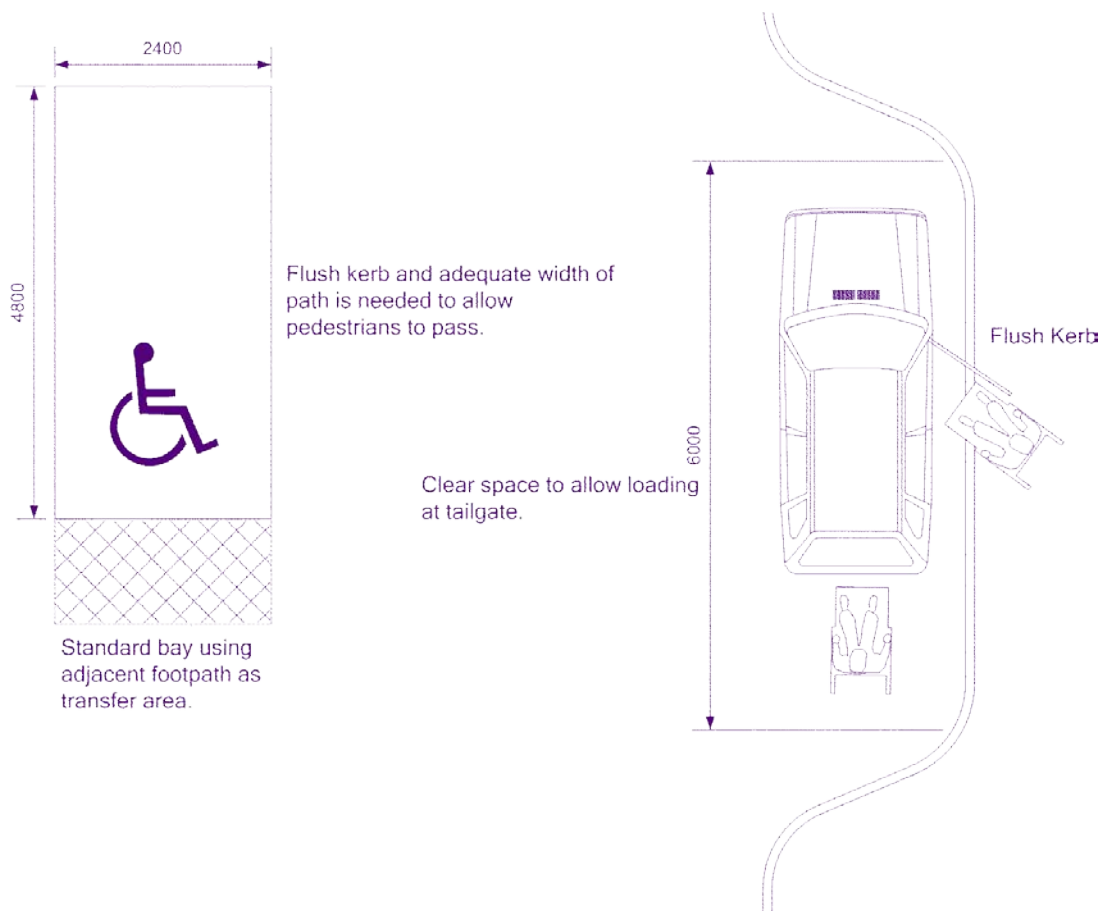 2400
4800
Flush kerb and adequate width of
path is needed to allow
pedestrians to pass.
Standard bay using
adjacent footpath as
transfer area.
6000
Flush Kerb
Clear space to allow loading
at tailgate.